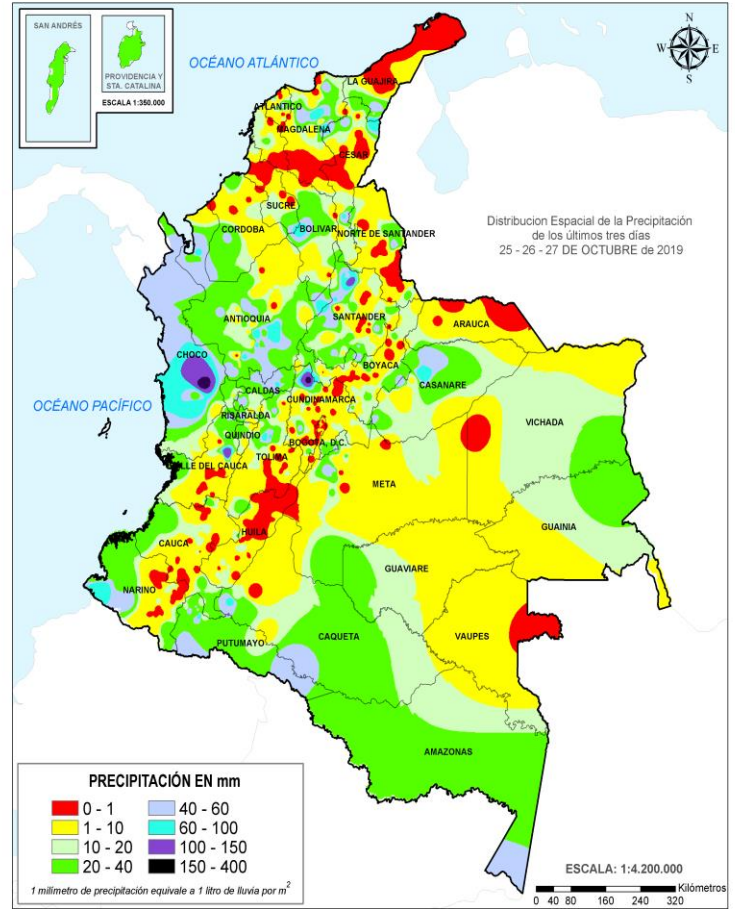 SAN ANDRÉS
PROVIDENCIA Y
STA. CATALINA
ESCALA 1:350.000
N
W
E
S
OCÉANO ATLÁNTICO
LA GUAJIRA
ATLANTICO
MAGDALENA
CESAR
SUCRE
CORDOBA
BOLIVAR
NORTE DE SANTANDER
Distribucion Espacial de la Precipitación
de los últimos tres días
25 - 26 - 27 DE OCTUBRE de 2019
ANTIOQUIA
SANTANDER
ARAUCA
CHOCO
BOYACA
CASANARE
OCÉANO PACÍFICO
CALDAS
CUNDINAMARCA
RISARALDA
VICHADA
QUINDIO
BOGOTA, D.C.
TOLIMA
VALLE DEL CAUCA
META
GUAINIA
HUILA
CAUCA
GUAVIARE
NARINO
VAUPES
PUTUMAYO
CAQUETA
AMAZONAS
PRECIPITACIÓN EN mm
0 - 1
40 - 60
1 - 10
60 - 100
10 - 20
100 - 150
20 - 40
150 - 400
1 milimetro de precipitación equivale a 1 litro de lluvia por m²
ESCALA: 1:4.200.000
Kilómetros
0 40 80 160 240 320